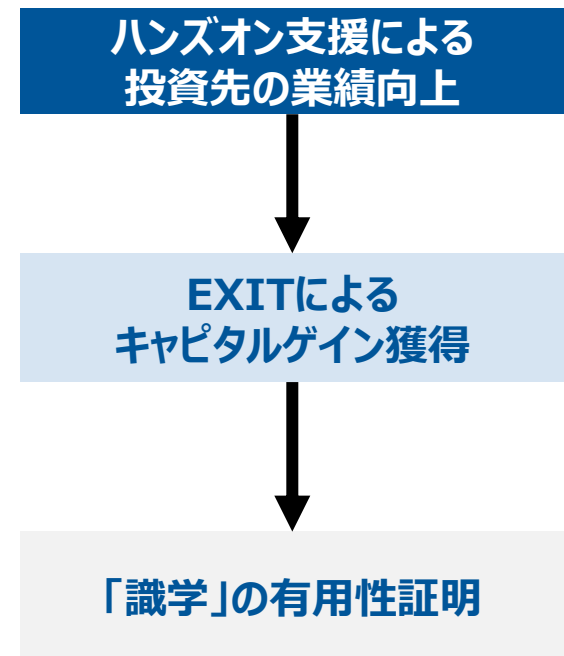 ハンズオン支援による
投資先の業績向上
EXITによる
キャピタルゲイン獲得
「識学」の有用性証明